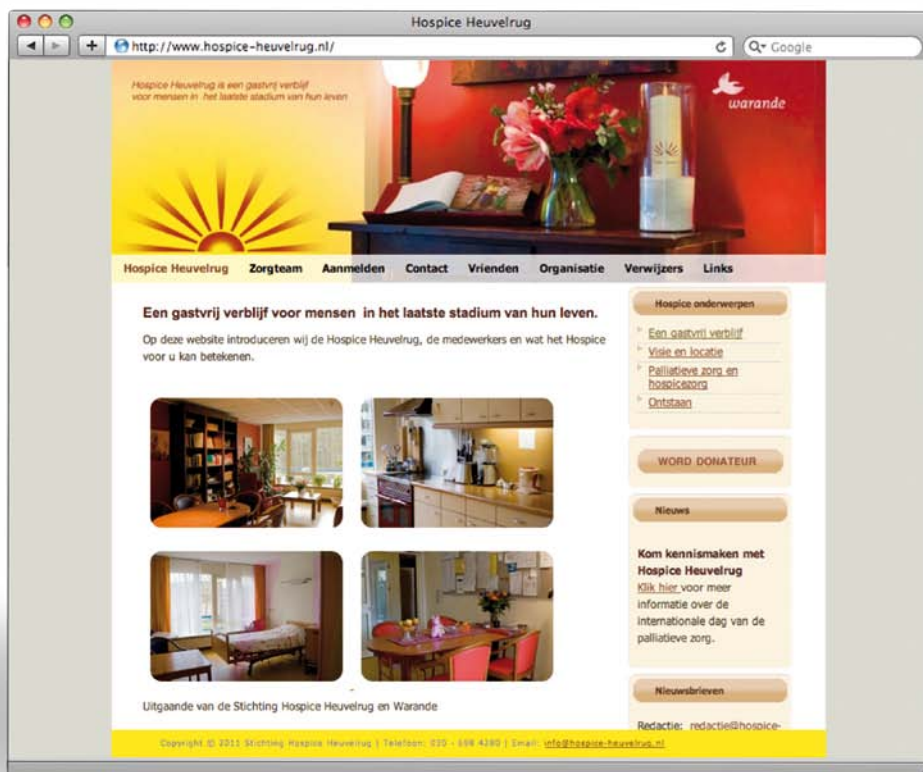 Hospice Heuvelrug
http://www.hospice-heuvelrug.nl/
Google
Hospice Heuvelrug is een gastvrij verblijf
voor mensen in het laatste stadium van hun leven
warande
Hospice Heuvelrug Zorgteam Aanmelden Contact Vrienden Organisatie Verwijzers Links
Een gastvrij verblijf voor mensen in het laatste stadium van hun leven.
Op deze website introduceren wij de Hospice Heuvelrug, de medewerkers en wat het Hospice
voor u kan betekenen.
Uitgaande van de Stichting Hospice Heuvelrug en Warande
Hospice onderwerpen
Een gastvrij verblijf
Visie en locatie
Palliatieve zorg en
hospicezorg
Ontstaan
WORD DONATEUR
Nieuws
Kom kennismaken met
Hospice Heuvelrug
Klik hier voor meer
informatie over de
internationale dag van de
palliatieve zorg.
Nieuwsbrieven
Redactie: redactie@hospice-
Copyright © 2011 Stichting Hospice Heuvelrug | Telefoon: 030 - 698 4280 | Email: info@hospice-heuvelrug.nl